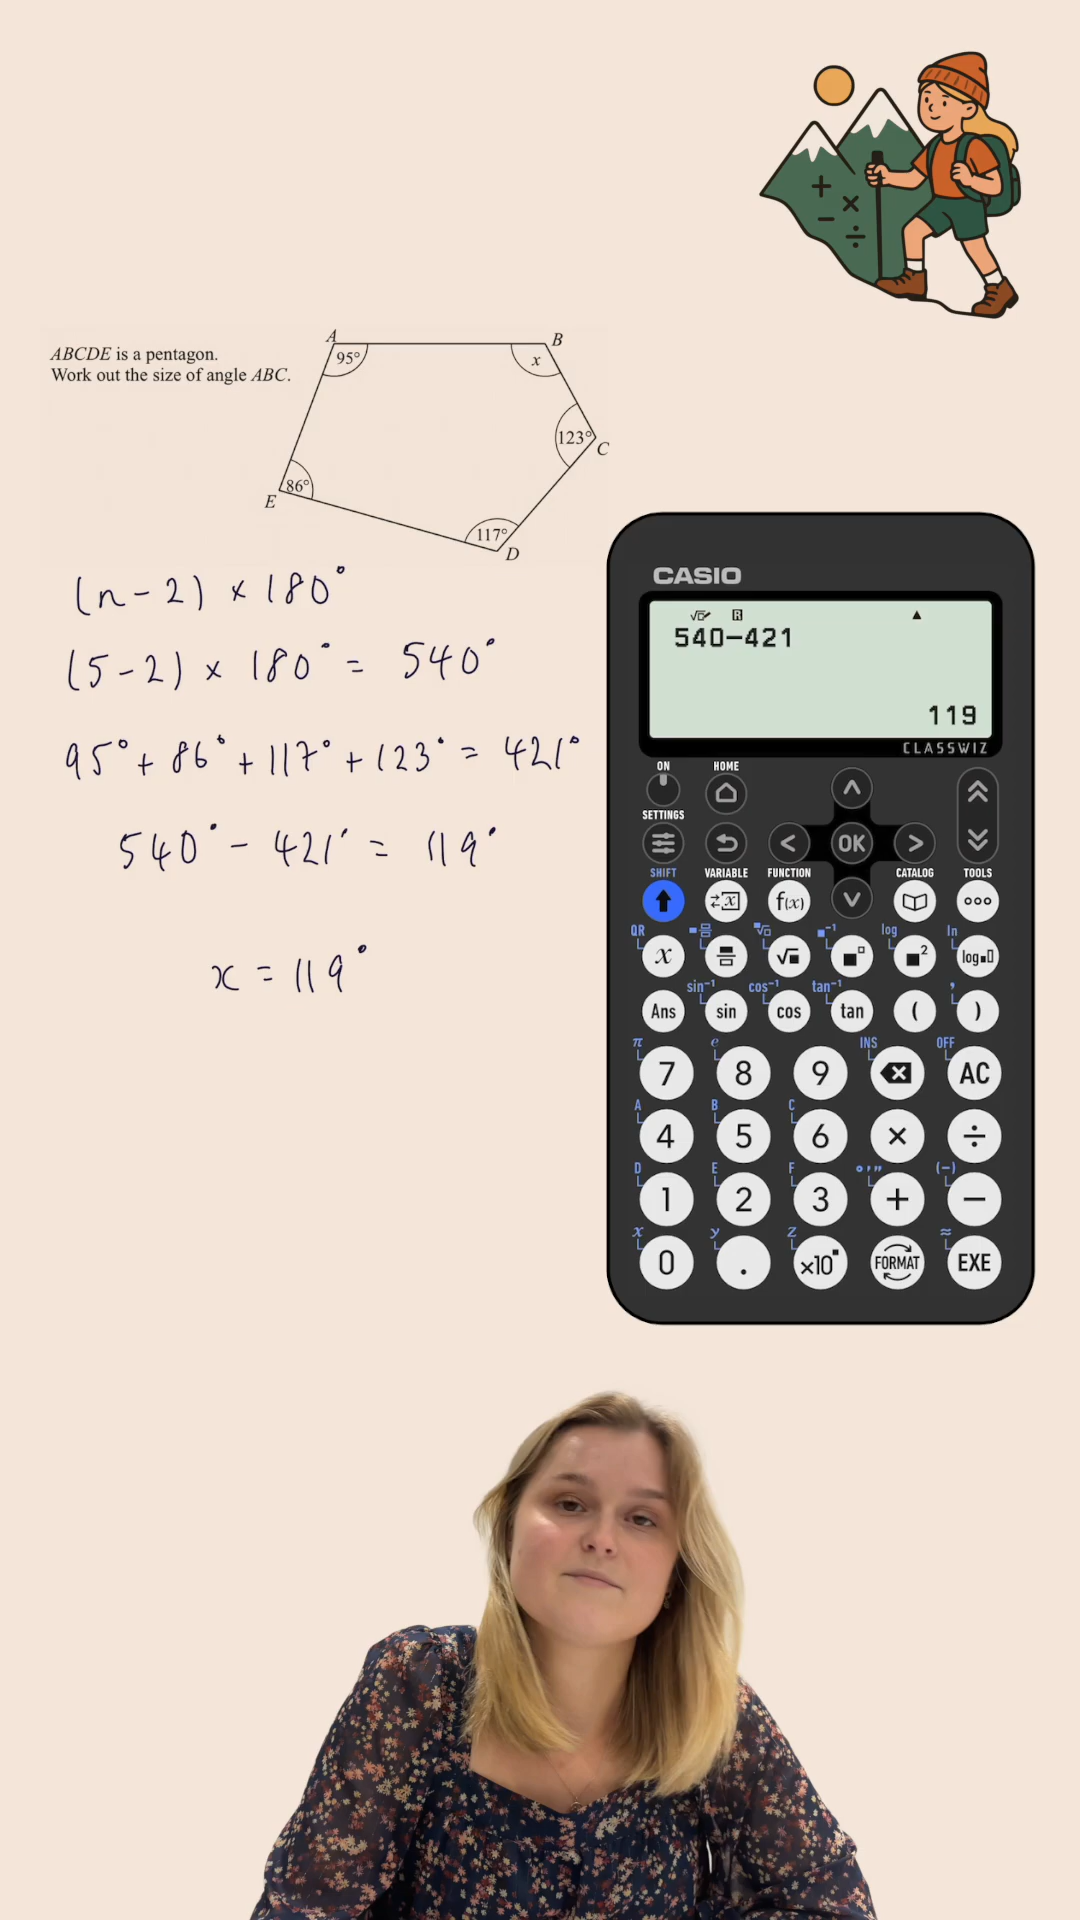 ABCDE is a pentagon.
Work out the size of angle ABC.
A
B
95°
x
123°
C
86°
E
117°
D
(n-2) × 180°
(5-2) × 180° = 540°
95° + 86° + 117° + 123° = 421°
540° - 421° = 119°
x = 119°
+ ×
- ÷
CASIO
√ R ▲
540-421
119
CLASSWIZ
ON HOME
SETTINGS
OK
SHIFT VARIABLE FUNCTION CATALOG TOOLS
x f(x)
QR √ -1 log ln
x √ 2 log
sin-1 cos-1 tan-1 ,
Ans sin cos tan ( )
π e INS OFF
7 8 9 AC
A B C
4 5 6 × ÷
D E F ° ' " (-)
1 2 3 + -
x y z ≈
0 . ×10 FORMAT EXE